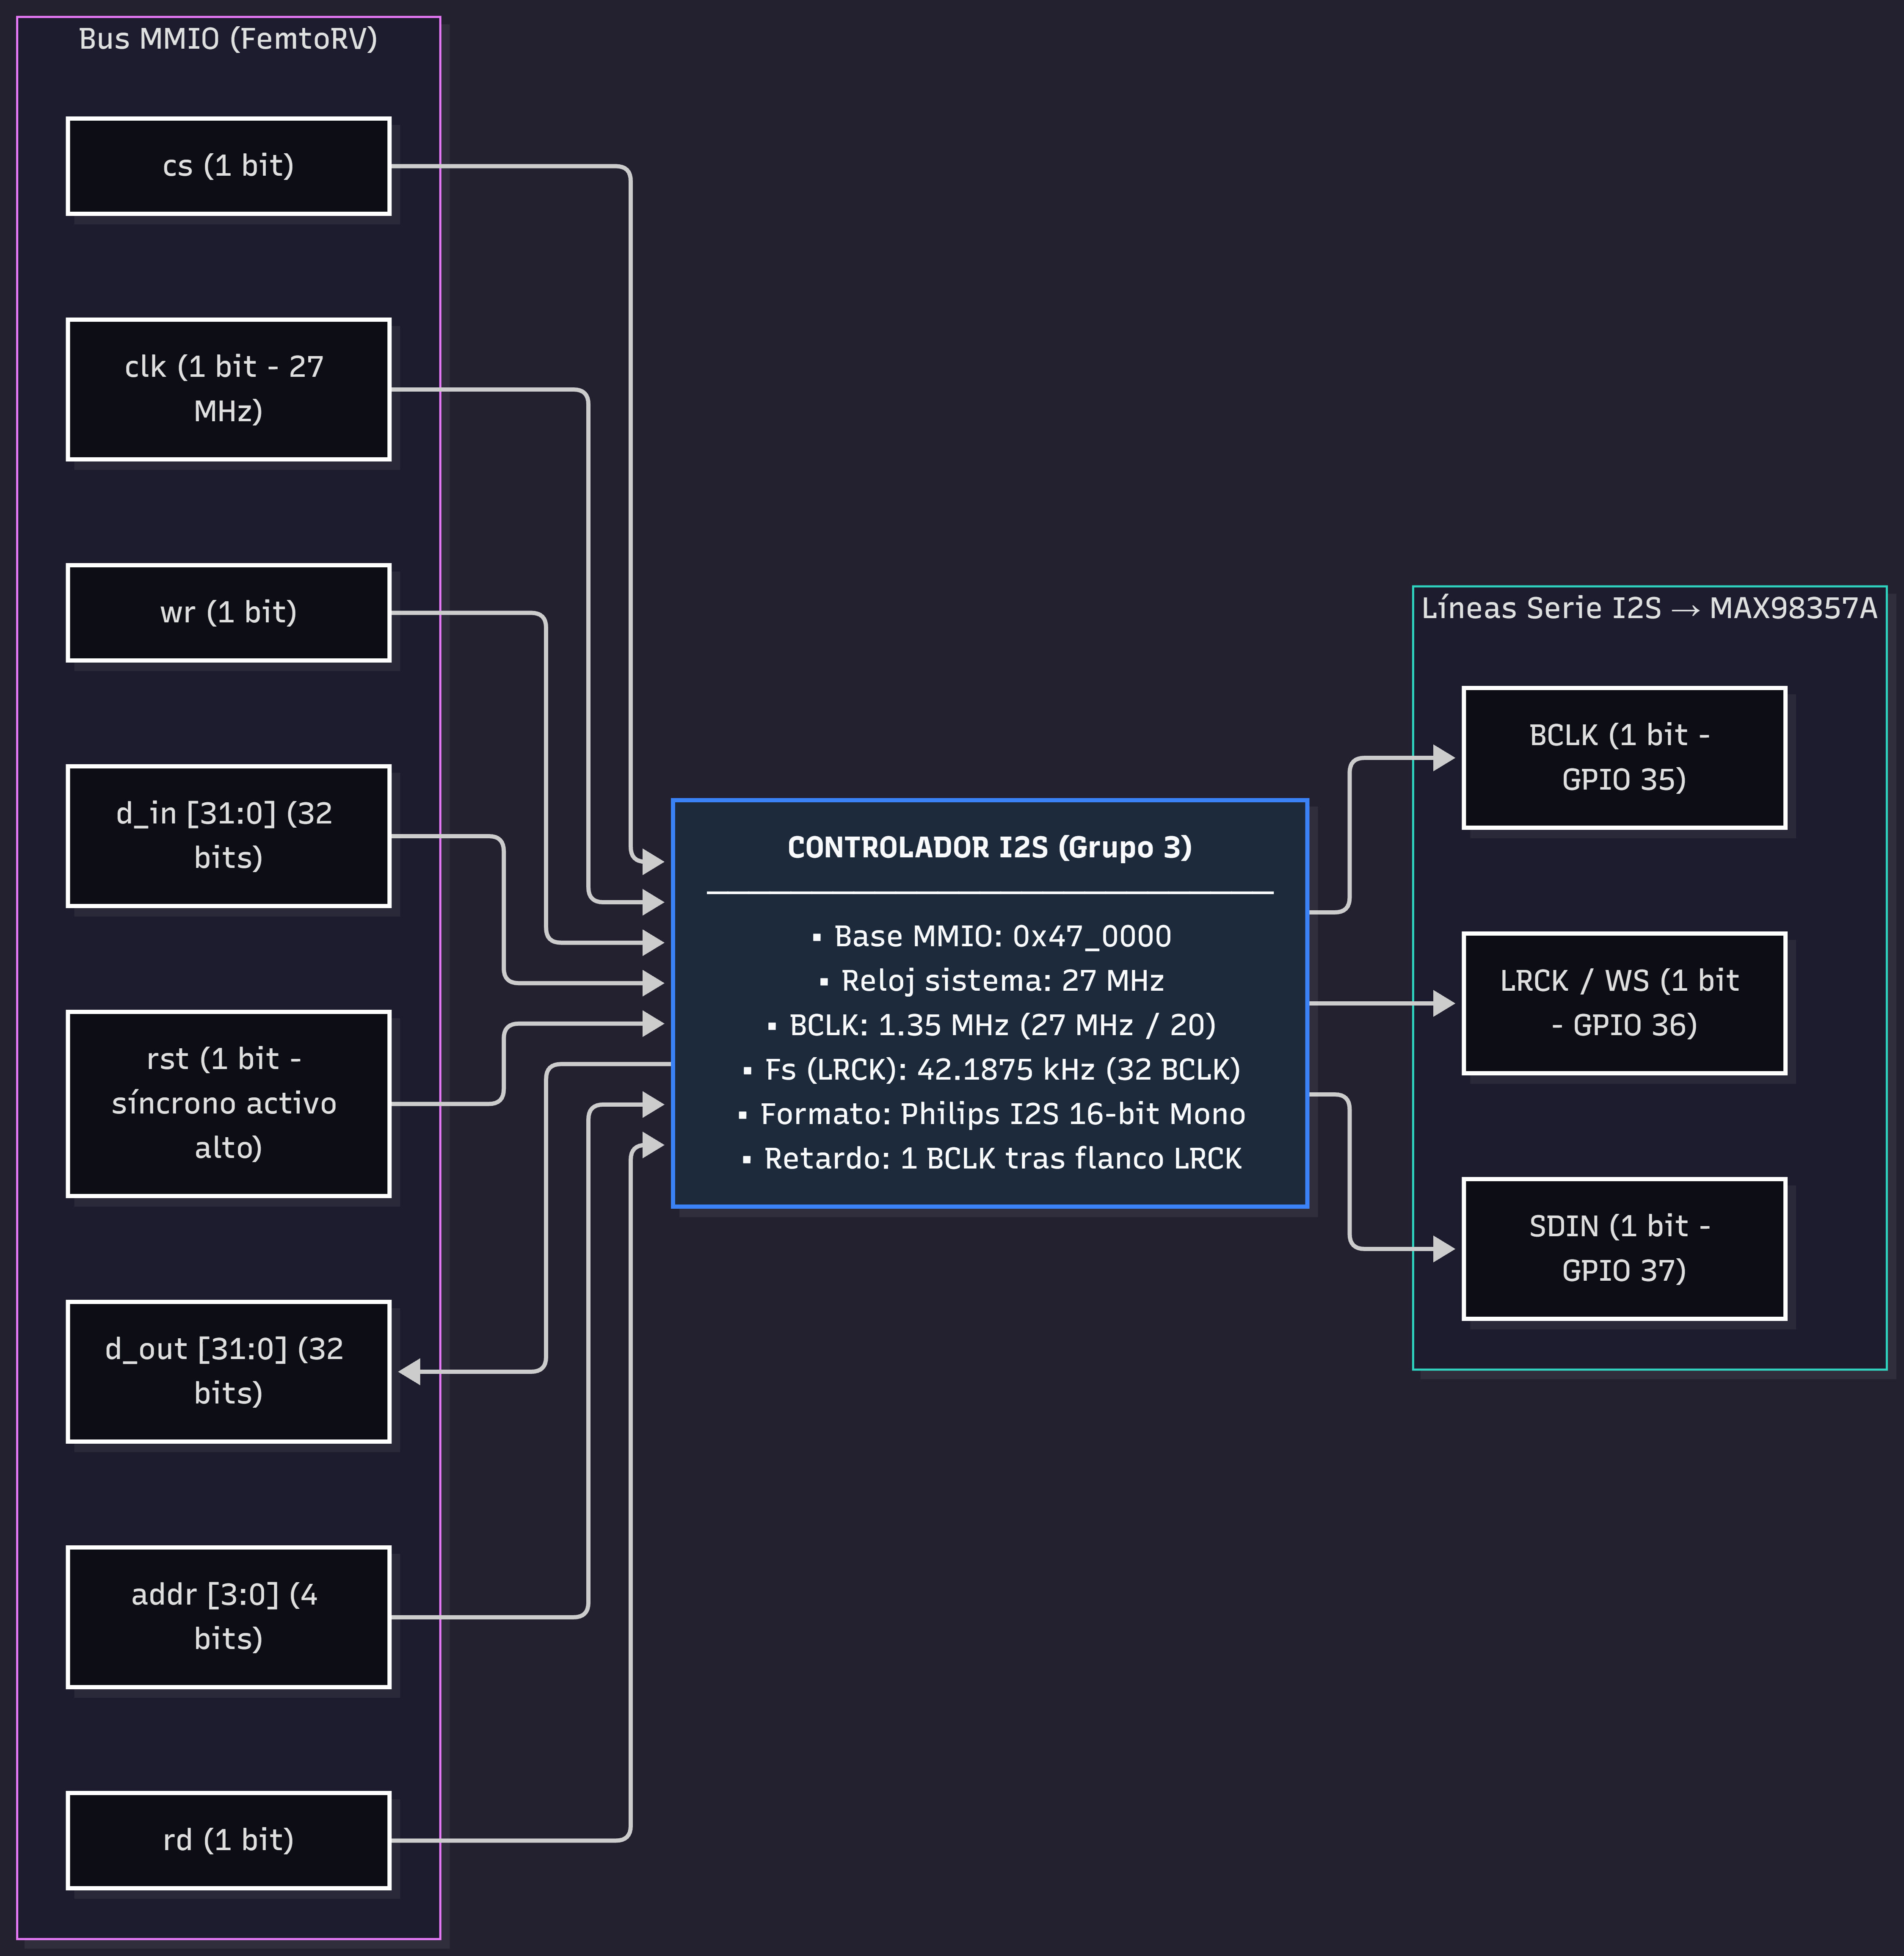 Bus MMIO (FemtoRV)
cs (1 bit)
clk (1 bit - 27
MHz)
wr (1 bit)
d_in [31:0] (32
bits)
rst (1 bit -
síncrono activo
alto)
d_out [31:0] (32
bits)
addr [3:0] (4
bits)
rd (1 bit)
CONTROLADOR I2S (Grupo 3)
▪ Base MMIO: 0x47_0000
▪ Reloj sistema: 27 MHz
▪ BCLK: 1.35 MHz (27 MHz / 20)
▪ Fs (LRCK): 42.1875 kHz (32 BCLK)
▪ Formato: Philips I2S 16-bit Mono
▪ Retardo: 1 BCLK tras flanco LRCK
Líneas Serie I2S → MAX98357A
BCLK (1 bit -
GPIO 35)
LRCK / WS (1 bit
- GPIO 36)
SDIN (1 bit -
GPIO 37)